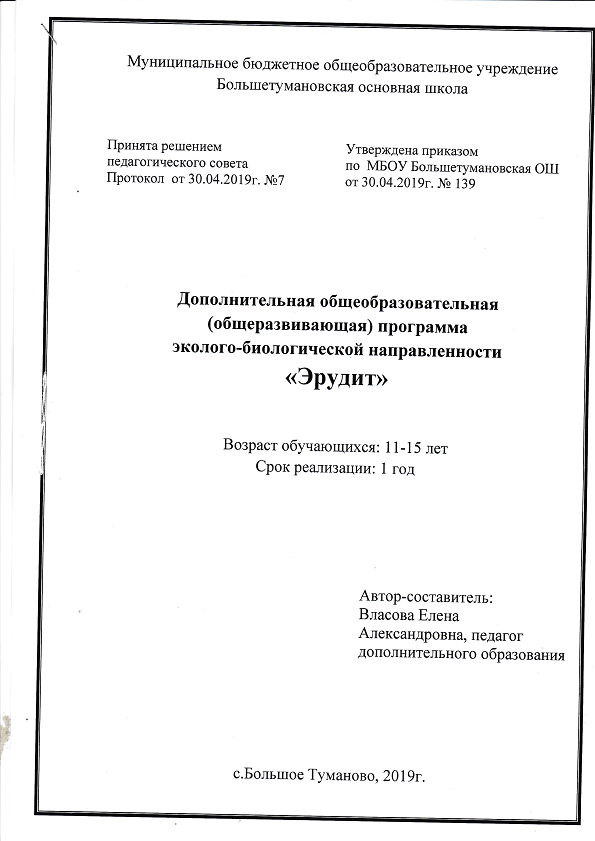 Муниципальное бюджетное общеобразовательное учреждение
Большетумановская основная школа
Принята решением
педагогического совета
Протокол от 30.04.2019г. №7
Утверждена приказом
по МБОУ Большетумановская ОШ
от 30.04.2019г. № 139
Дополнительная общеобразовательная
(общеразвивающая) программа
эколого-биологической направленности
«Эрудит»
Возраст обучающихся: 11-15 лет
Срок реализации: 1 год
Автор-составитель:
Власова Елена
Александровна, педагог
дополнительного образования
с.Большое Туманово, 2019г.